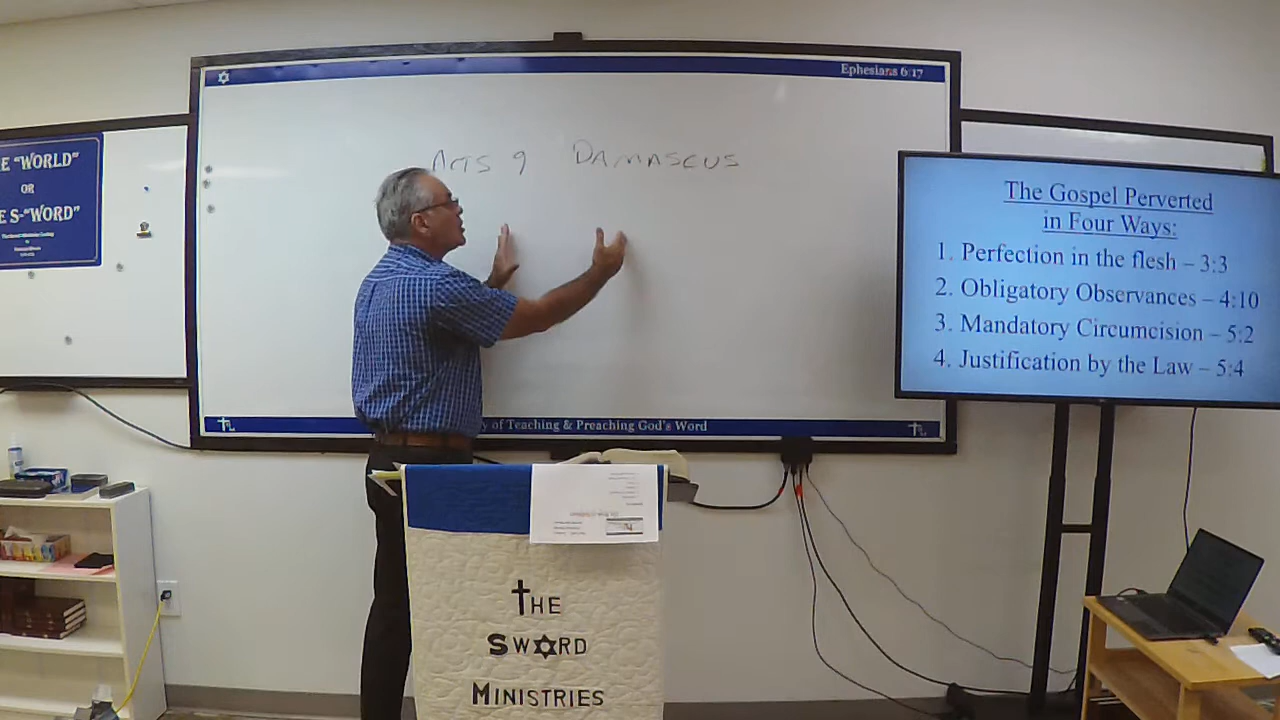 Ephesians 6:17
E "WORLD"
OR
E S-"WORD"
ACTS 9 DAMASCUS
The Gospel Perverted
in Four Ways:
1. Perfection in the flesh – 3:3
2. Obligatory Observances – 4:10
3. Mandatory Circumcision – 5:2
4. Justification by the Law – 5:4
y of Teaching & Preaching God's Word
THE
SWORD
MINISTRIES